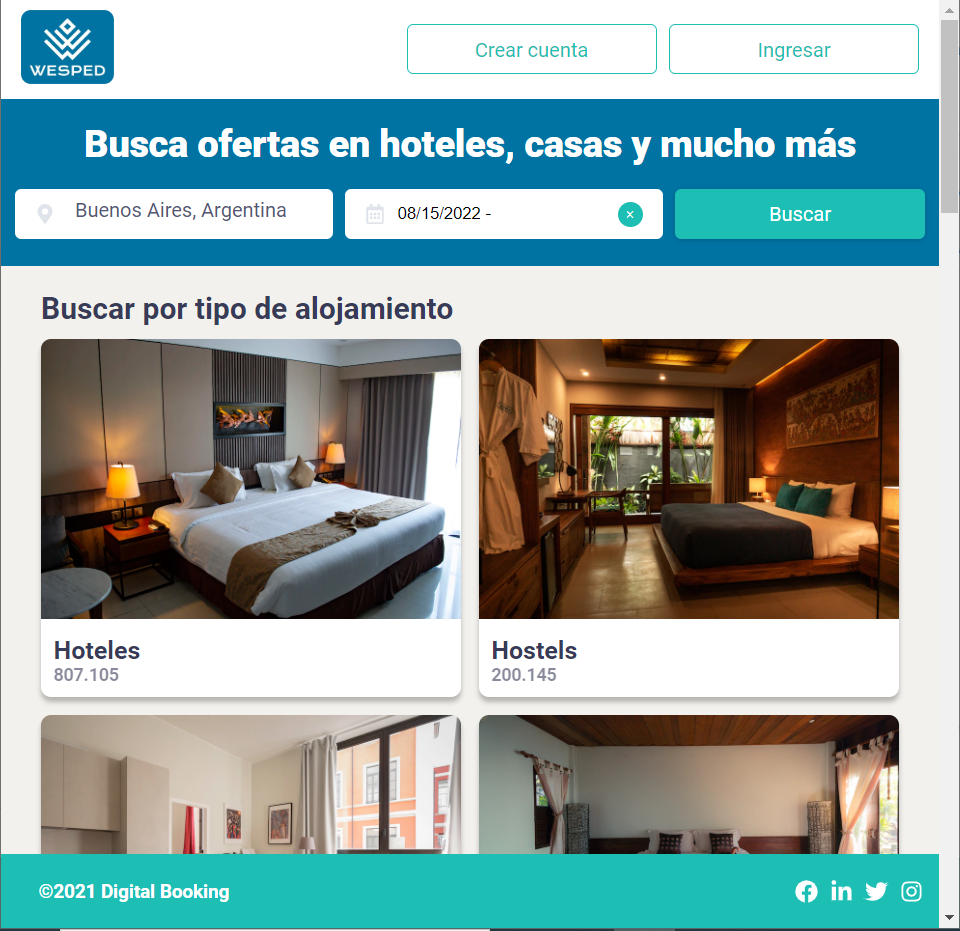 WESPED
Crear cuenta
Ingresar
Busca ofertas en hoteles, casas y mucho más
Buenos Aires, Argentina
08/15/2022 -
Buscar
Buscar por tipo de alojamiento
Hoteles
807.105
Hostels
200.145
©2021 Digital Booking